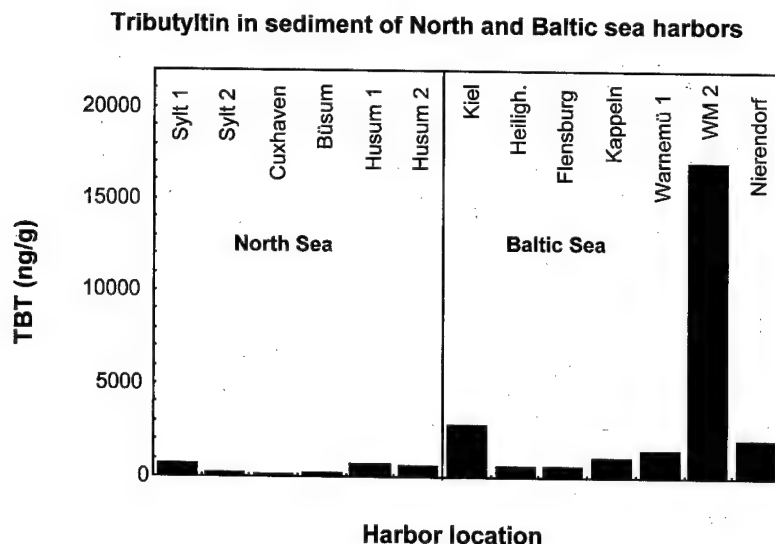 Tributyltin in sediment of North and Baltic sea harbors
TBT (ng/g)
20000
15000
10000
5000
0
Sylt 1
Sylt 2
Cuxhaven
Büsum
Husum 1
Husum 2
Kiel
Heiligh.
Flensburg
Kappeln
Warnemü 1
WM 2
Nierendorf
North Sea
Baltic Sea
Harbor location